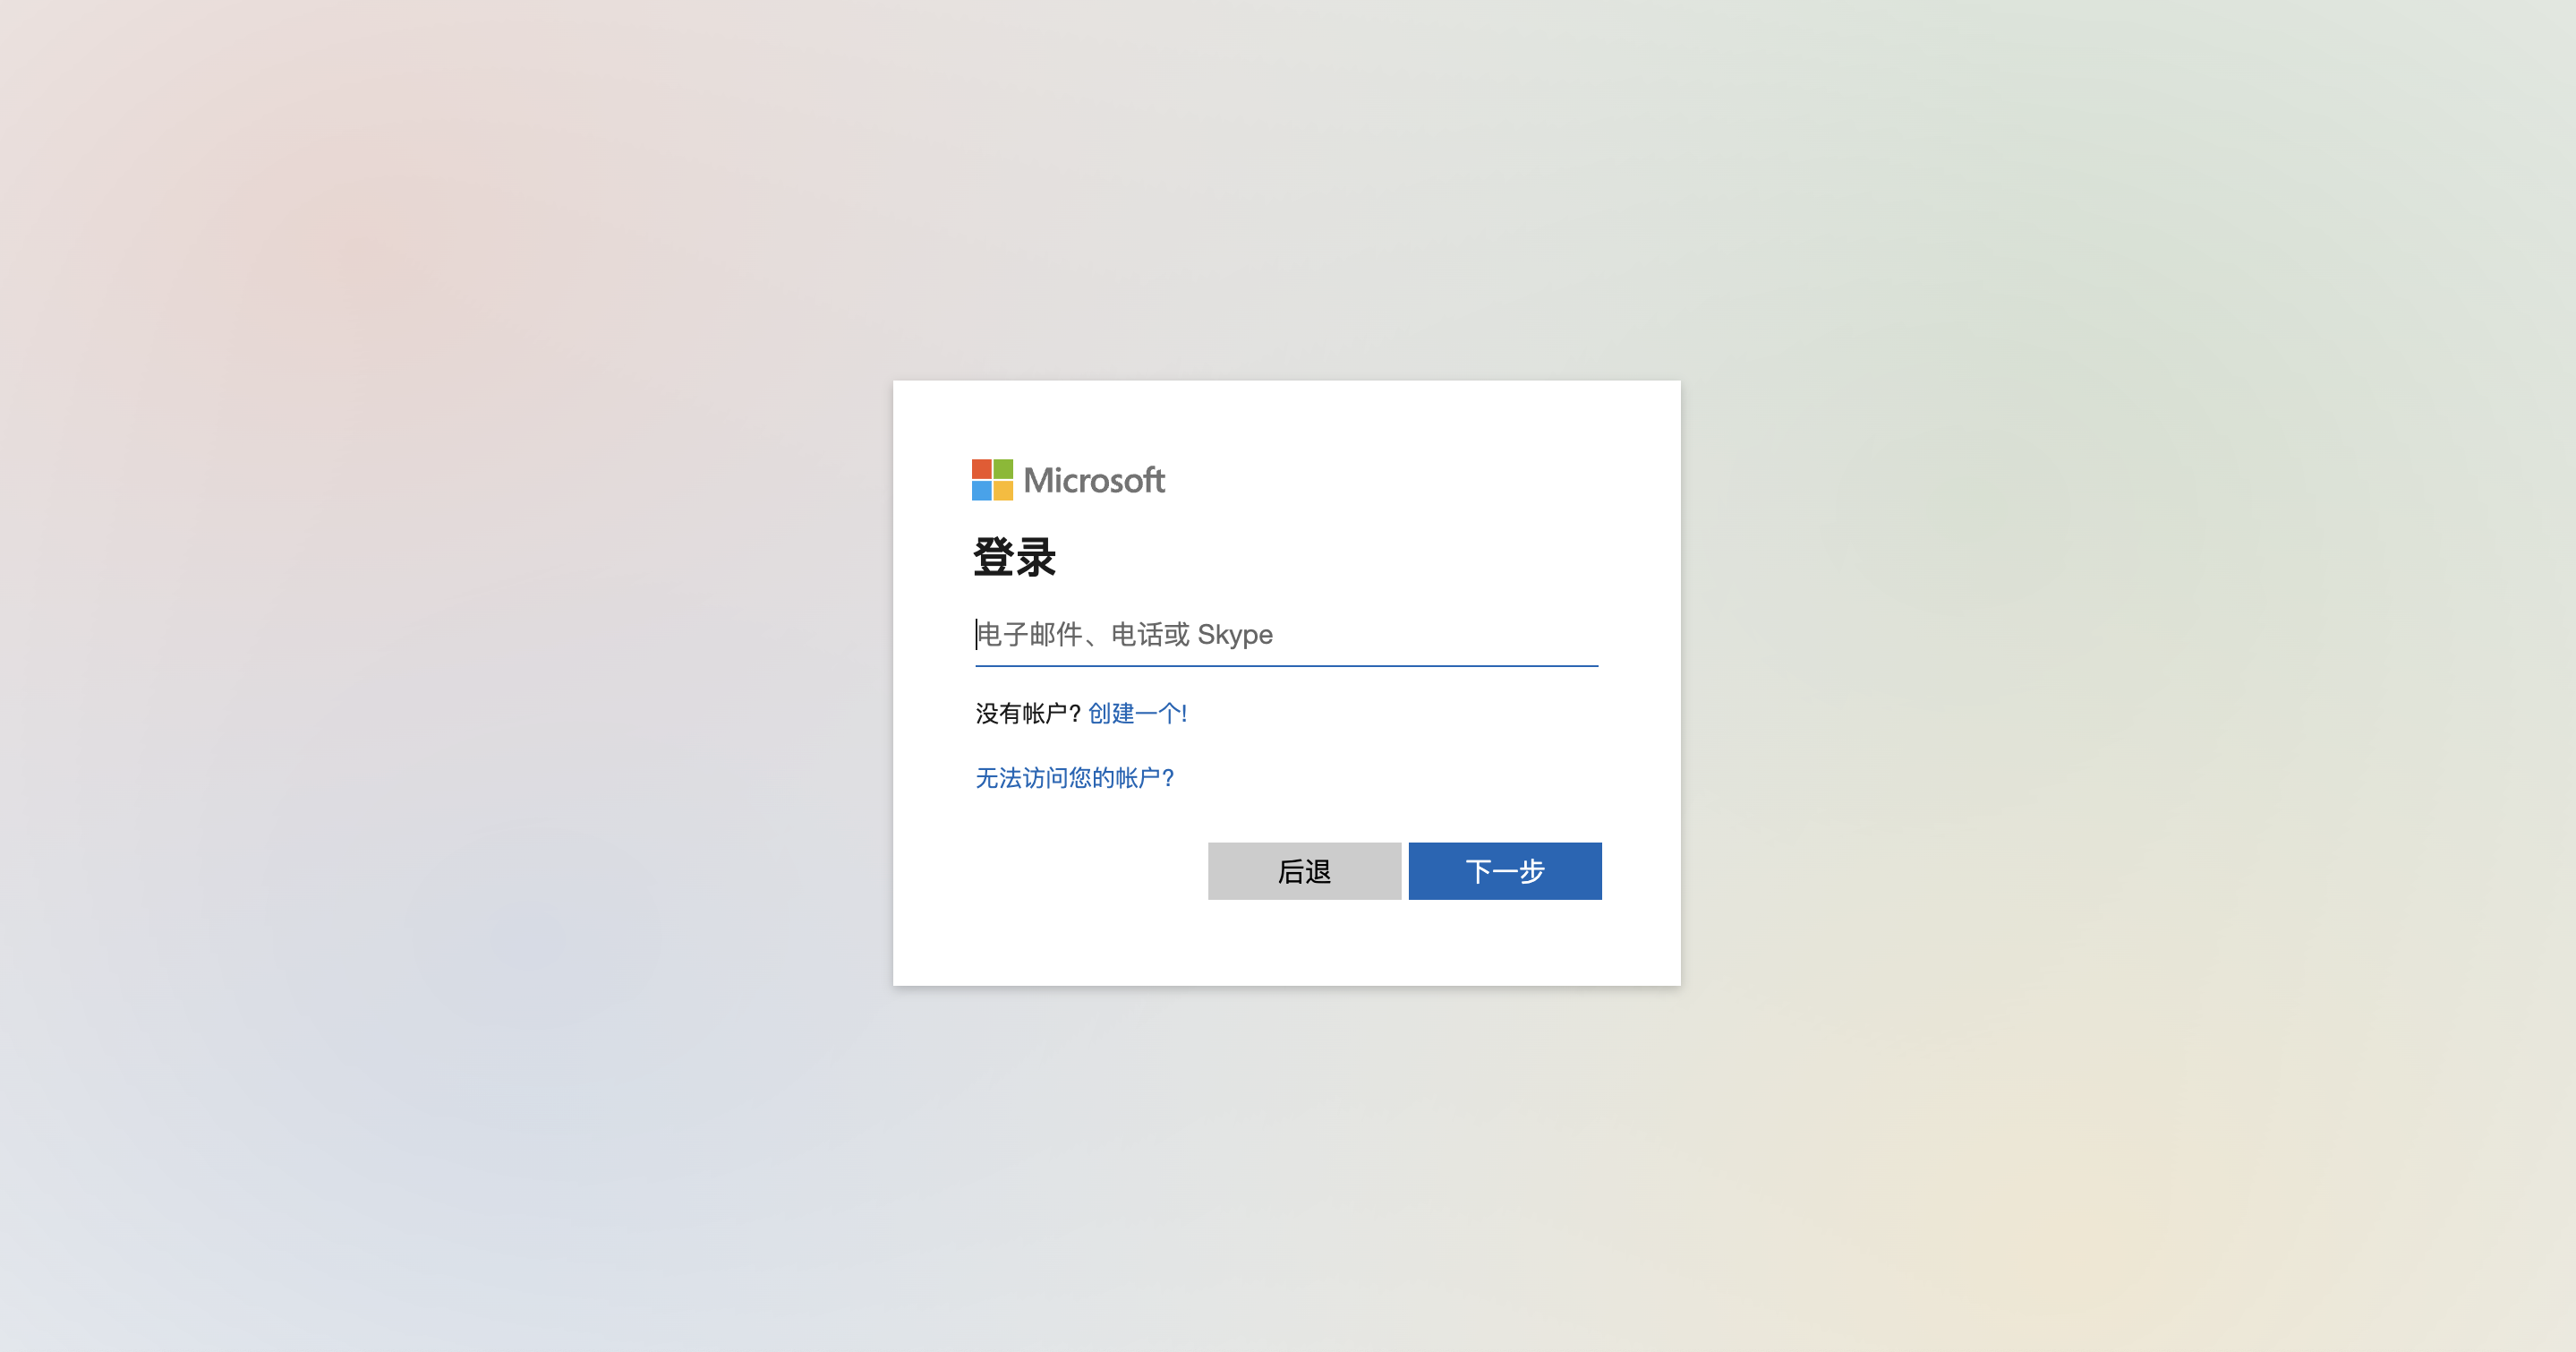 Microsoft
登录
电子邮件、电话或 Skype
没有帐户? 创建一个!
无法访问您的帐户?
后退 下一步